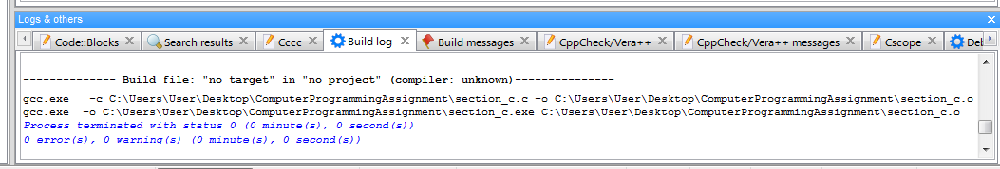 Logs & others
Code::Blocks Search results Cccc Build log Build messages CppCheck/Vera++ CppCheck/Vera++ messages Cscope Deb
-------------- Build file: "no target" in "no project" (compiler: unknown)---------------
gcc.exe   -c C:\Users\User\Desktop\ComputerProgrammingAssignment\section_c.c -o C:\Users\User\Desktop\ComputerProgrammingAssignment\section_c.o
gcc.exe  -o C:\Users\User\Desktop\ComputerProgrammingAssignment\section_c.exe C:\Users\User\Desktop\ComputerProgrammingAssignment\section_c.o
Process terminated with status 0 (0 minute(s), 0 second(s))
0 error(s), 0 warning(s) (0 minute(s), 0 second(s))